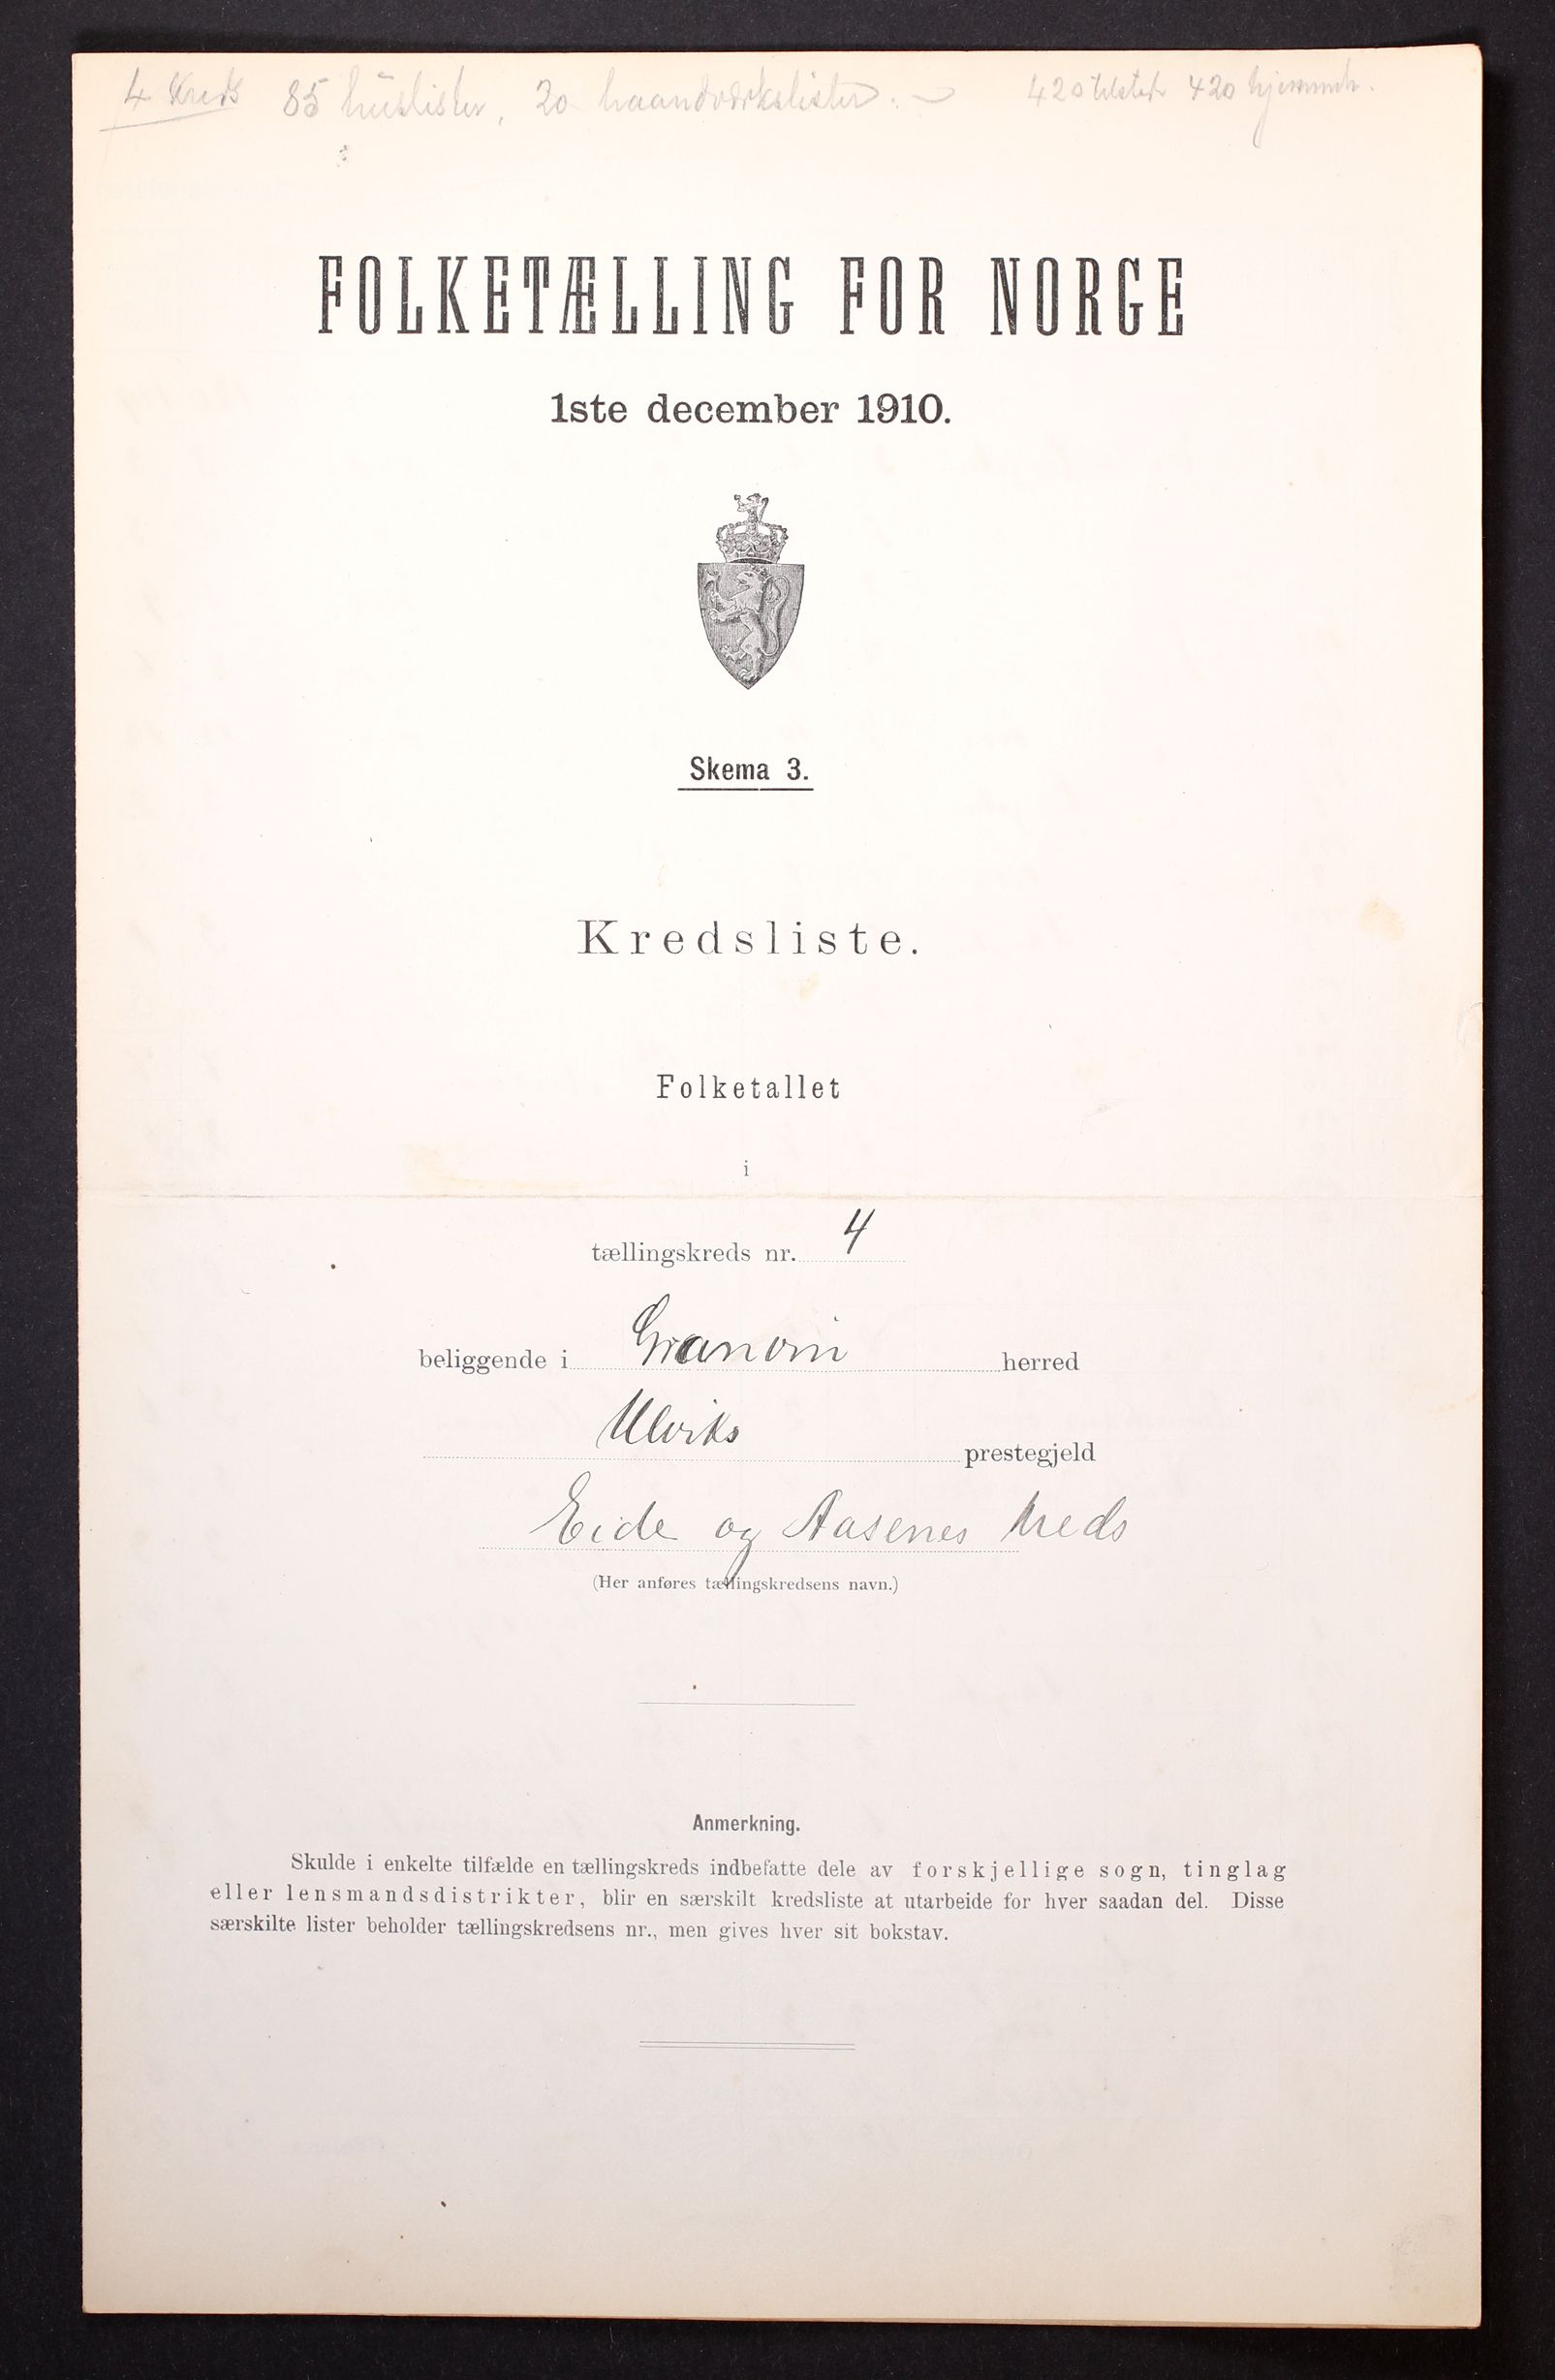 4 Kreds 85 huslister, 20 haandværkslister. 420 tilsted 420 hjemmeh.
FOLKETÆLLING FOR NORGE
1ste december 1910.
Skema 3.
Kredsliste.
Folketallet
i
tællingskreds nr. 4
beliggende i Granvin herred
Ulviks prestegjeld
Eide og Aasenes kreds
(Her anføres tællingskredsens navn.)
Anmerkning.
Skulde i enkelte tilfælde en tællingskreds indbefatte dele av forskjellige sogn, tinglag
eller lensmandsdistrikter, blir en særskilt kredsliste at utarbeide for hver saadan del. Disse
særskilte lister beholder tællingskredsens nr., men gives hver sit bokstav.